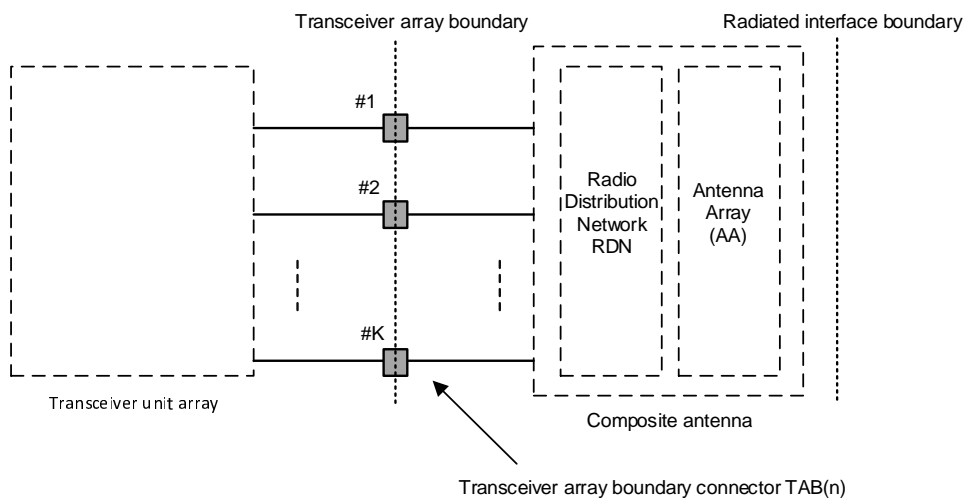 Transceiver array boundary
Radiated interface boundary
#1
#2
Radio
Distribution
Network
RDN
Antenna
Array
(AA)
#K
Transceiver unit array
Composite antenna
Transceiver array boundary connector TAB(n)